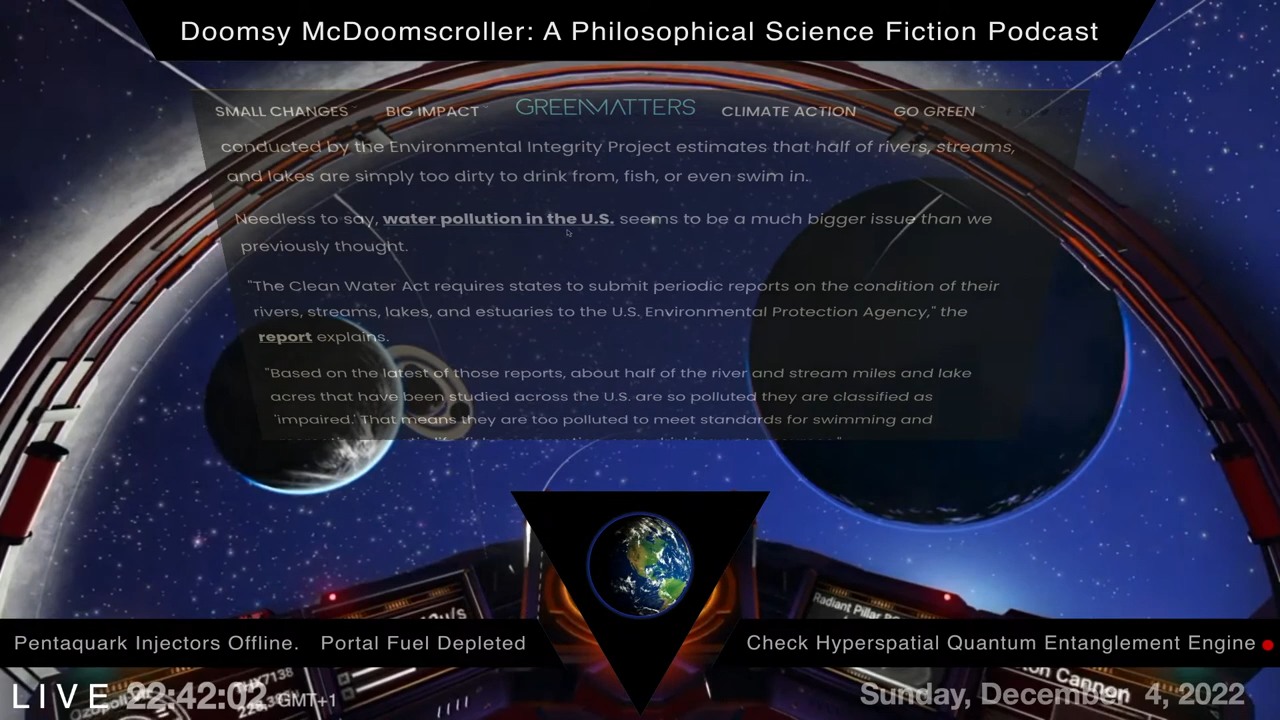 Doomsy McDoomscroller: A Philosophical Science Fiction Podcast
SMALL CHANGES BIG IMPACT GREENMATTERS CLIMATE ACTION GO GREEN
conducted by the Environmental Integrity Project estimates that half of rivers, streams,
and lakes are simply too dirty to drink from, fish, or even swim in.
Needless to say, water pollution in the U.S. seems to be a much bigger issue than we
previously thought.
"The Clean Water Act requires states to submit periodic reports on the condition of their
rivers, streams, lakes, and estuaries to the U.S. Environmental Protection Agency," the
report explains.
"Based on the latest of those reports, about half of the river and stream miles and lake
acres that have been studied across the U.S. are so polluted they are classified as
'impaired.' That means they are too polluted to meet standards for swimming and
Radiant Pillar
Pentaquark Injectors Offline. Portal Fuel Depleted
Check Hyperspatial Quantum Entanglement Engine
Cannon
LIVE 22:42:02 GMT+1
Sunday, December 4, 2022